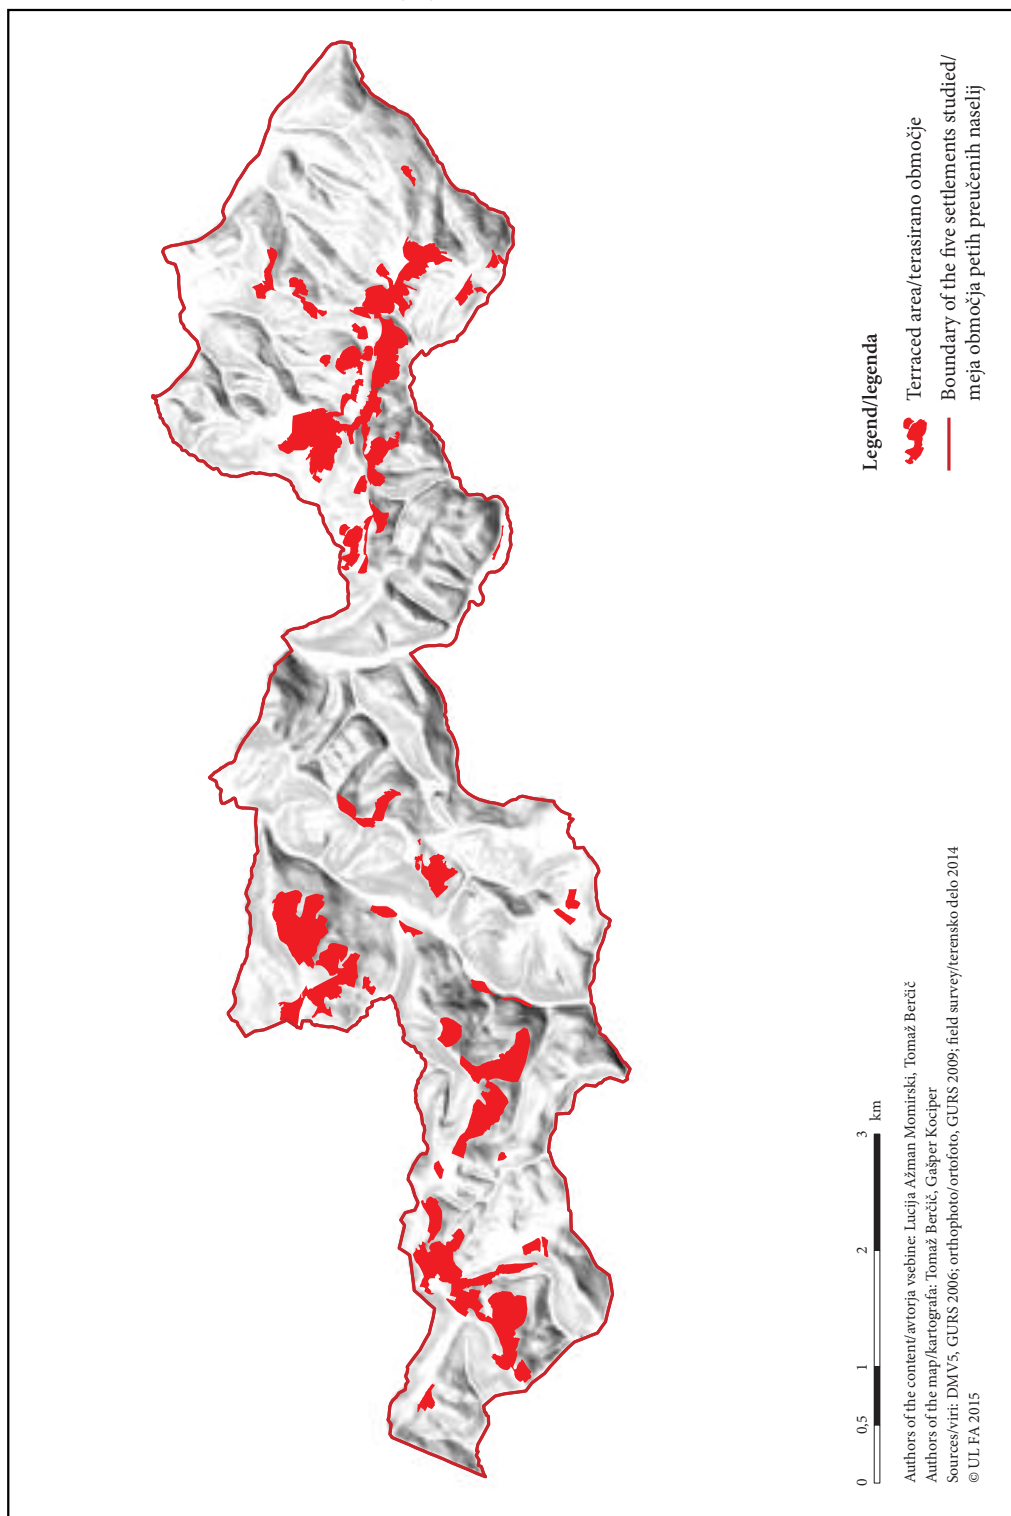 Legend/legenda
Terraced area/terasirano območje
Boundary of the five settlements studied/
meja območja petih preučenih naselij
0 0,5 1 2 3
km
Authors of the content/avtorja vsebine: Lucija Ažman Momirski, Tomaž Berčič
Authors of the map/kartografa: Tomaž Berčič, Gašper Kociper
Sources/viri: DMV5, GURS 2006; orthophoto/ortofoto, GURS 2009; field survey/terensko delo 2014
© UL FA 2015